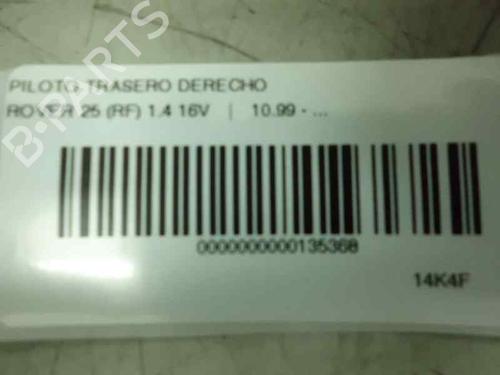 PILOTO TRASERO DERECHO
ROVER 25 (RF) 1.4 16V | 10.99 - ...
0000000000135368
14K4F
B-PARTS